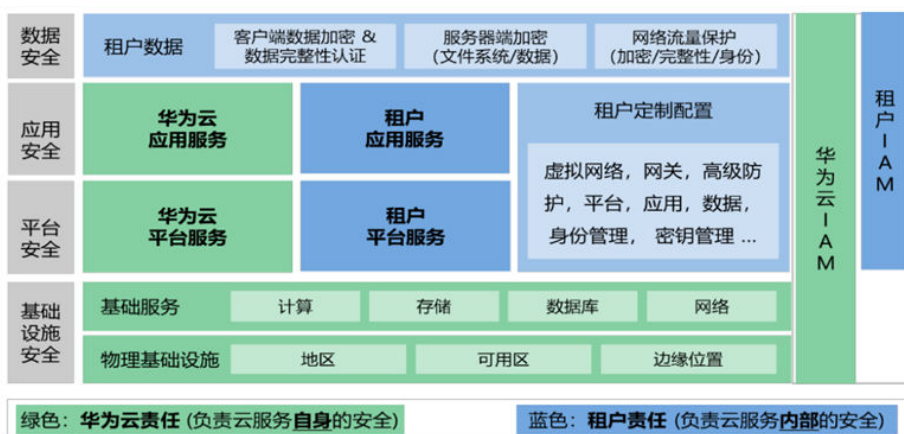 数据
安全
租户数据
客户端数据加密 &
数据完整性认证
服务器端加密
(文件系统/数据)
网络流量保护
(加密/完整性/身份)
应用
安全
华为云
应用服务
租户
应用服务
租户定制配置
虚拟网络，网关，高级防
护，平台，应用，数据，
身份管理， 密钥管理 ...
平台
安全
华为云
平台服务
租户
平台服务
基础
设施
安全
基础服务
计算
存储
数据库
网络
物理基础设施
地区
可用区
边缘位置
华为云IAM
租户IAM
绿色：华为云责任 (负责云服务自身的安全)
蓝色：租户责任 (负责云服务内部的安全)